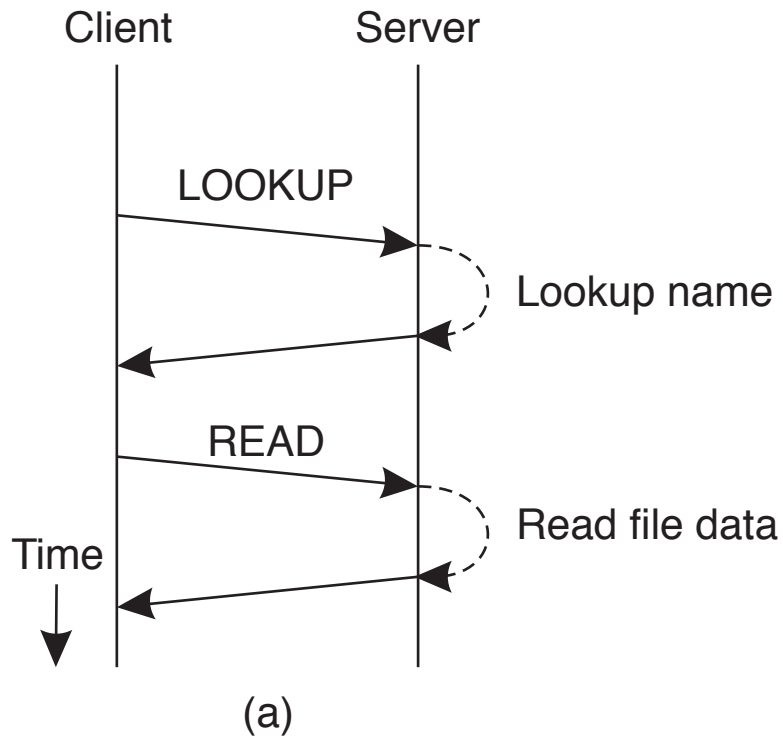 Client
Server
LOOKUP
Lookup name
READ
Read file data
Time
(a)